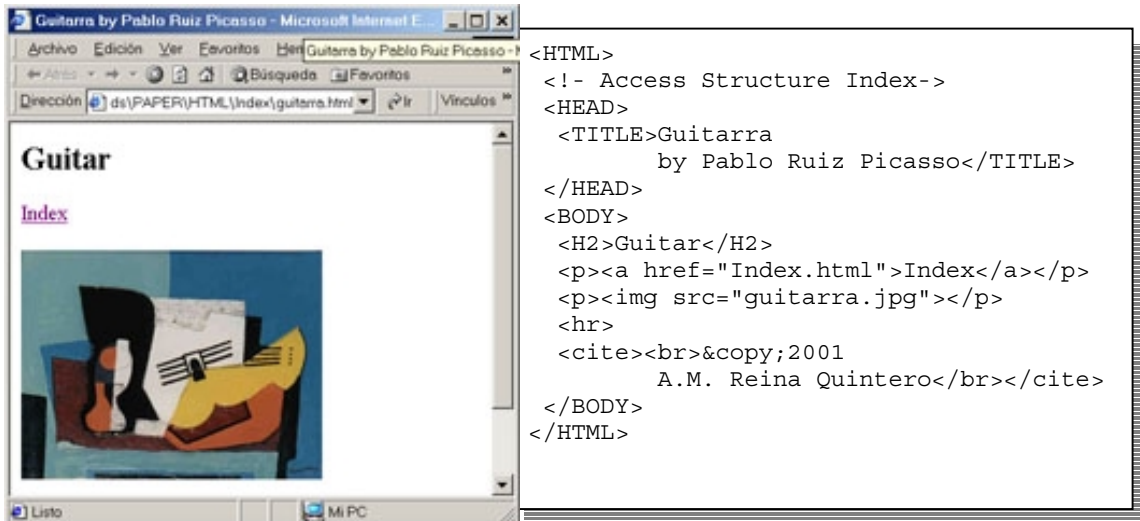 Guitarra by Pablo Ruiz Picasso - Microsoft Internet E...
Archivo Edición Ver Favoritos Her
Guitarra by Pablo Ruiz Picasso - M
Atrás Búsqueda Favoritos
Dirección ds\PAPER\HTML\Index\guitarra.html Ir Vínculos
Guitar
Index
Listo Mi PC
<HTML>
<!- Access Structure Index->
<HEAD>
<TITLE>Guitarra
by Pablo Ruiz Picasso</TITLE>
</HEAD>
<BODY>
<H2>Guitar</H2>
<p><a href="Index.html">Index</a></p>
<p><img src="guitarra.jpg"></p>
<hr>
<cite><br>&copy;2001
A.M. Reina Quintero</br></cite>
</BODY>
</HTML>